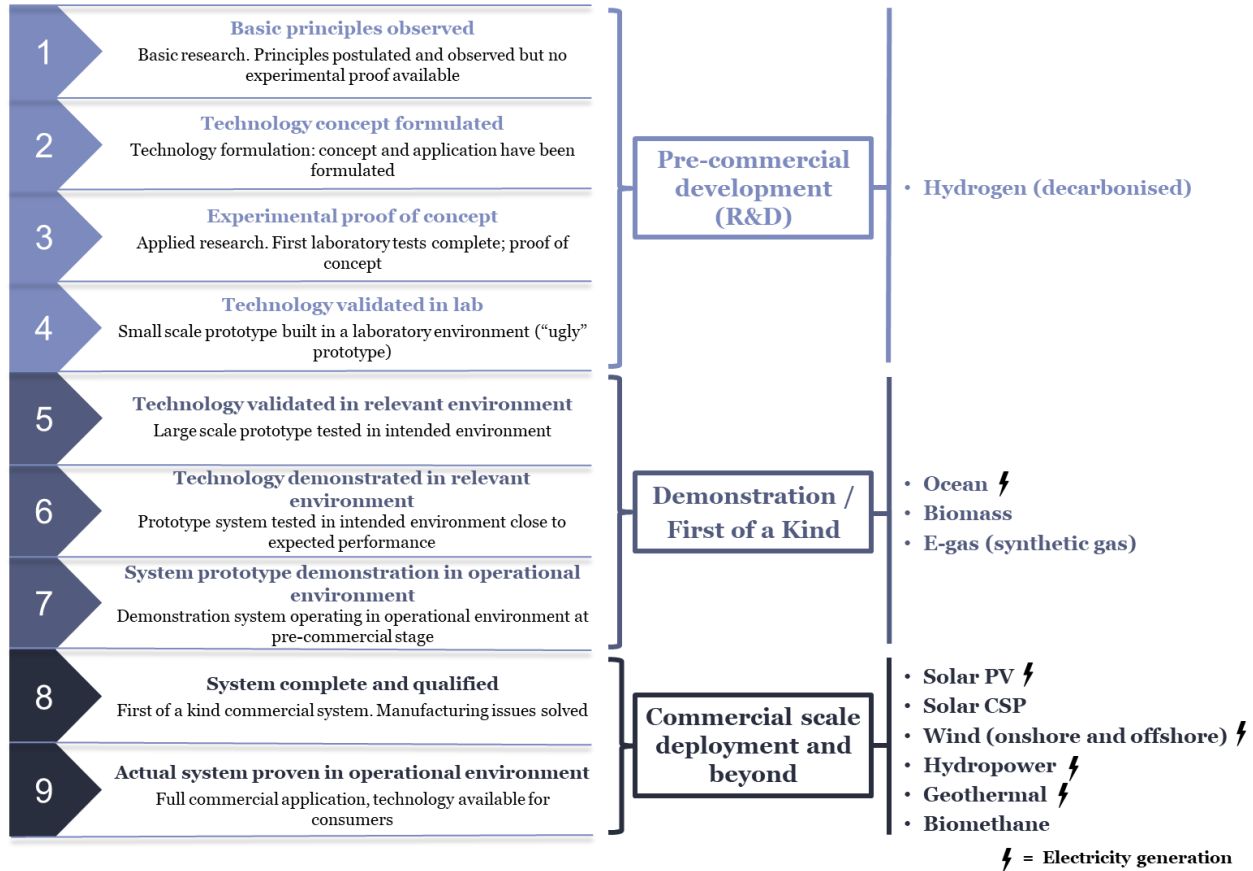 1
Basic principles observed
Basic research. Principles postulated and observed but no
experimental proof available
2
Technology concept formulated
Technology formulation: concept and application have been
formulated
3
Experimental proof of concept
Applied research. First laboratory tests complete; proof of
concept
4
Technology validated in lab
Small scale prototype built in a laboratory environment (“ugly”
prototype)
Pre-commercial
development
(R&D)
• Hydrogen (decarbonised)
5
Technology validated in relevant environment
Large scale prototype tested in intended environment
6
Technology demonstrated in relevant
environment
Prototype system tested in intended environment close to
expected performance
7
System prototype demonstration in operational
environment
Demonstration system operating in operational environment at
pre-commercial stage
Demonstration /
First of a Kind
• Ocean
• Biomass
• E-gas (synthetic gas)
8
System complete and qualified
First of a kind commercial system. Manufacturing issues solved
9
Actual system proven in operational environment
Full commercial application, technology available for
consumers
Commercial scale
deployment and
beyond
• Solar PV
• Solar CSP
• Wind (onshore and offshore)
• Hydropower
• Geothermal
• Biomethane
= Electricity generation